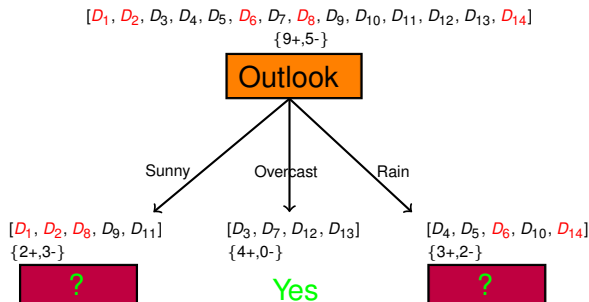 [D1, D2, D3, D4, D5, D6, D7, D8, D9, D10, D11, D12, D13, D14]
{9+,5-}
Outlook
Sunny Overcast Rain
[D1, D2, D8, D9, D11] [D3, D7, D12, D13] [D4, D5, D6, D10, D14]
{2+,3-} {4+,0-} {3+,2-}
? Yes ?